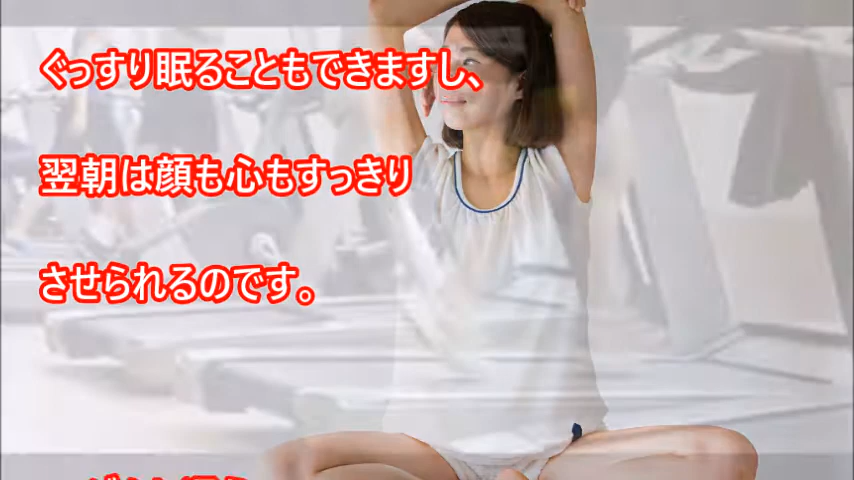 ぐっすり眠ることもできますし、
翌朝は顔も心もすっきり
させられるのです。